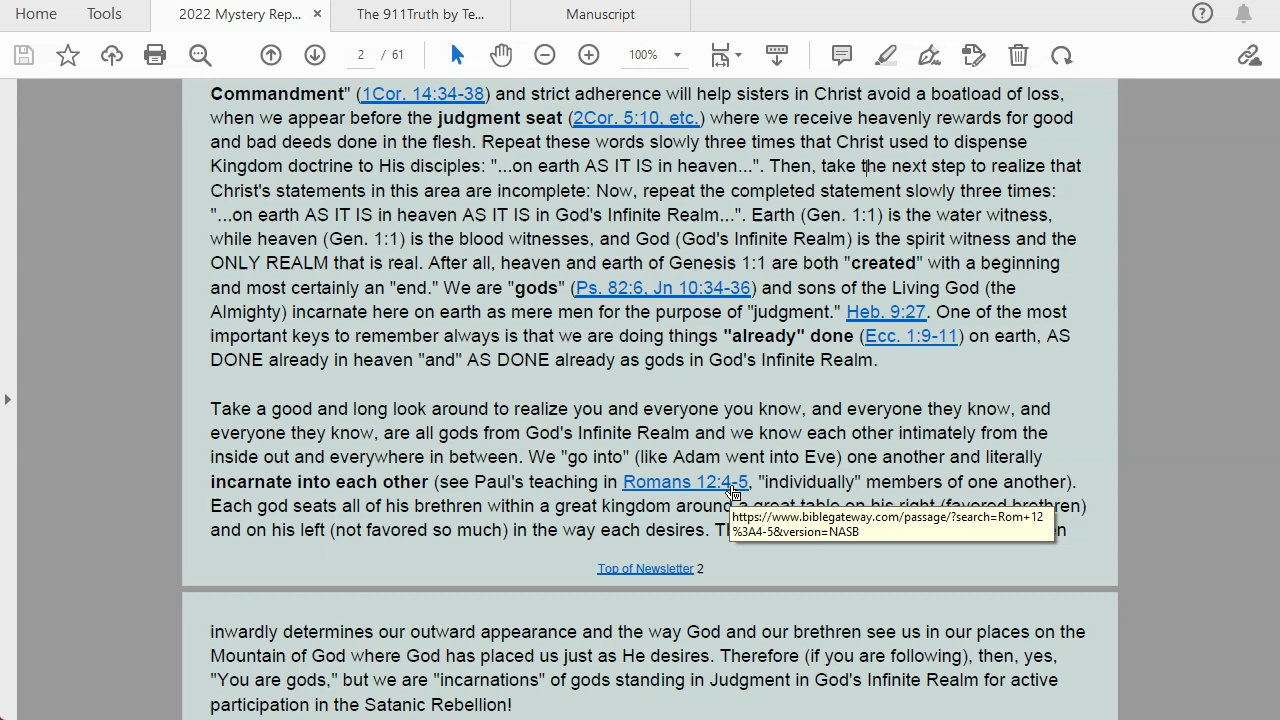 Home
Tools
2022 Mystery Rep...
×
The 911Truth by Te...
Manuscript
2 / 61
100%
Commandment" (1Cor. 14:34-38) and strict adherence will help sisters in Christ avoid a boatload of loss,
when we appear before the judgment seat (2Cor. 5:10, etc.) where we receive heavenly rewards for good
and bad deeds done in the flesh. Repeat these words slowly three times that Christ used to dispense
Kingdom doctrine to His disciples: "...on earth AS IT IS in heaven...". Then, take the next step to realize that
Christ's statements in this area are incomplete: Now, repeat the completed statement slowly three times:
"...on earth AS IT IS in heaven AS IT IS in God's Infinite Realm...". Earth (Gen. 1:1) is the water witness,
while heaven (Gen. 1:1) is the blood witnesses, and God (God's Infinite Realm) is the spirit witness and the
ONLY REALM that is real. After all, heaven and earth of Genesis 1:1 are both "created" with a beginning
and most certainly an "end." We are "gods" (Ps. 82:6, Jn 10:34-36) and sons of the Living God (the
Almighty) incarnate here on earth as mere men for the purpose of "judgment." Heb. 9:27. One of the most
important keys to remember always is that we are doing things "already" done (Ecc. 1:9-11) on earth, AS
DONE already in heaven "and" AS DONE already as gods in God's Infinite Realm.
Take a good and long look around to realize you and everyone you know, and everyone they know, and
everyone they know, are all gods from God's Infinite Realm and we know each other intimately from the
inside out and everywhere in between. We "go into" (like Adam went into Eve) one another and literally
incarnate into each other (see Paul's teaching in Romans 12:4-5, "individually" members of one another).
Each god seats all of his brethren within a great kingdom around a great table on his right (favored brethren)
and on his left (not favored so much) in the way each desires.
https://www.biblegateway.com/passage/?search=Rom+12
%3A4-5&version=NASB
Top of Newsletter 2
inwardly determines our outward appearance and the way God and our brethren see us in our places on the
Mountain of God where God has placed us just as He desires. Therefore (if you are following), then, yes,
"You are gods," but we are "incarnations" of gods standing in Judgment in God's Infinite Realm for active
participation in the Satanic Rebellion!